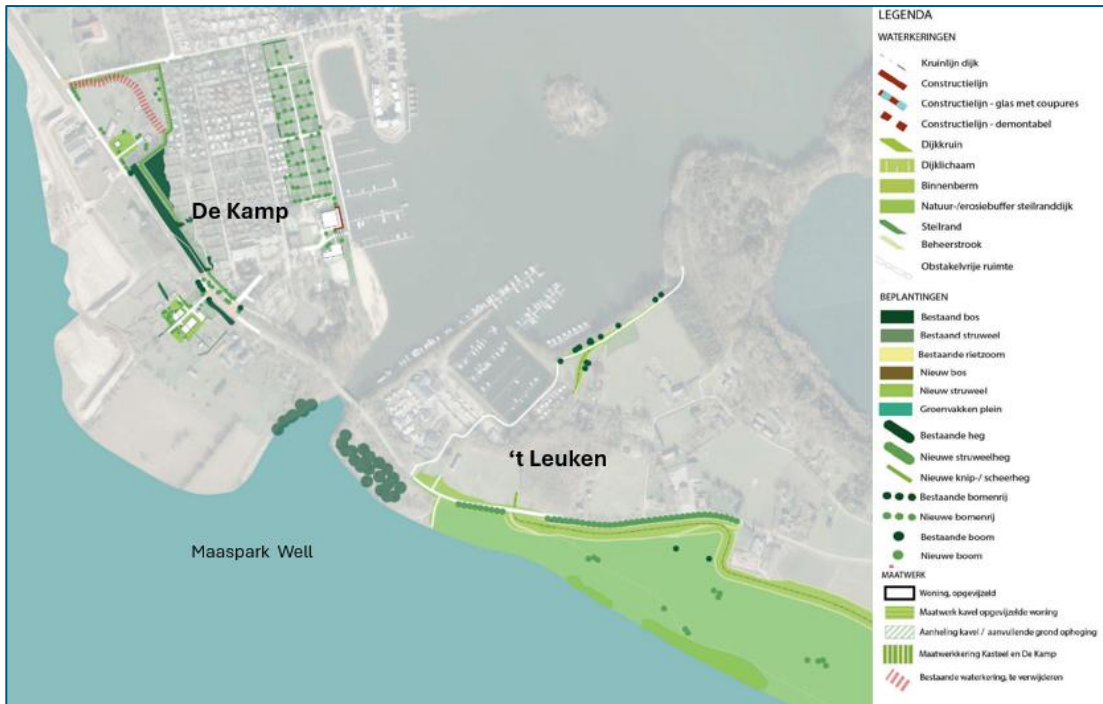 De Kamp
't Leuken
Maaspark Well
LEGENDA
WATERKERINGEN
Kruinlijn dijk
Constructielijn
Constructielijn - glas met coupures
Constructielijn - demontabel
Dijkkruin
Dijklichaam
Binnenberm
Natuur-/erosiebuffer steilranddijk
Steilrand
Beheerstrook
Obstakelvrije ruimte
BEPLANTINGEN
Bestaand bos
Bestaand struweel
Bestaande rietzoom
Nieuw bos
Nieuw struweel
Groenvakken plein
Bestaande heg
Nieuwe struweelheg
Nieuwe knip-/ scheerheg
Bestaande bomenrij
Nieuwe bomenrij
Bestaande boom
Nieuwe boom
MAATWERK
Woning, opgevijzeld
Maatwerk kavel opgevijzelde woning
Aanheling kavel / aanvullende grond ophoging
Maatwerkkering Kasteel en De Kamp
Bestaande waterkering, te verwijderen